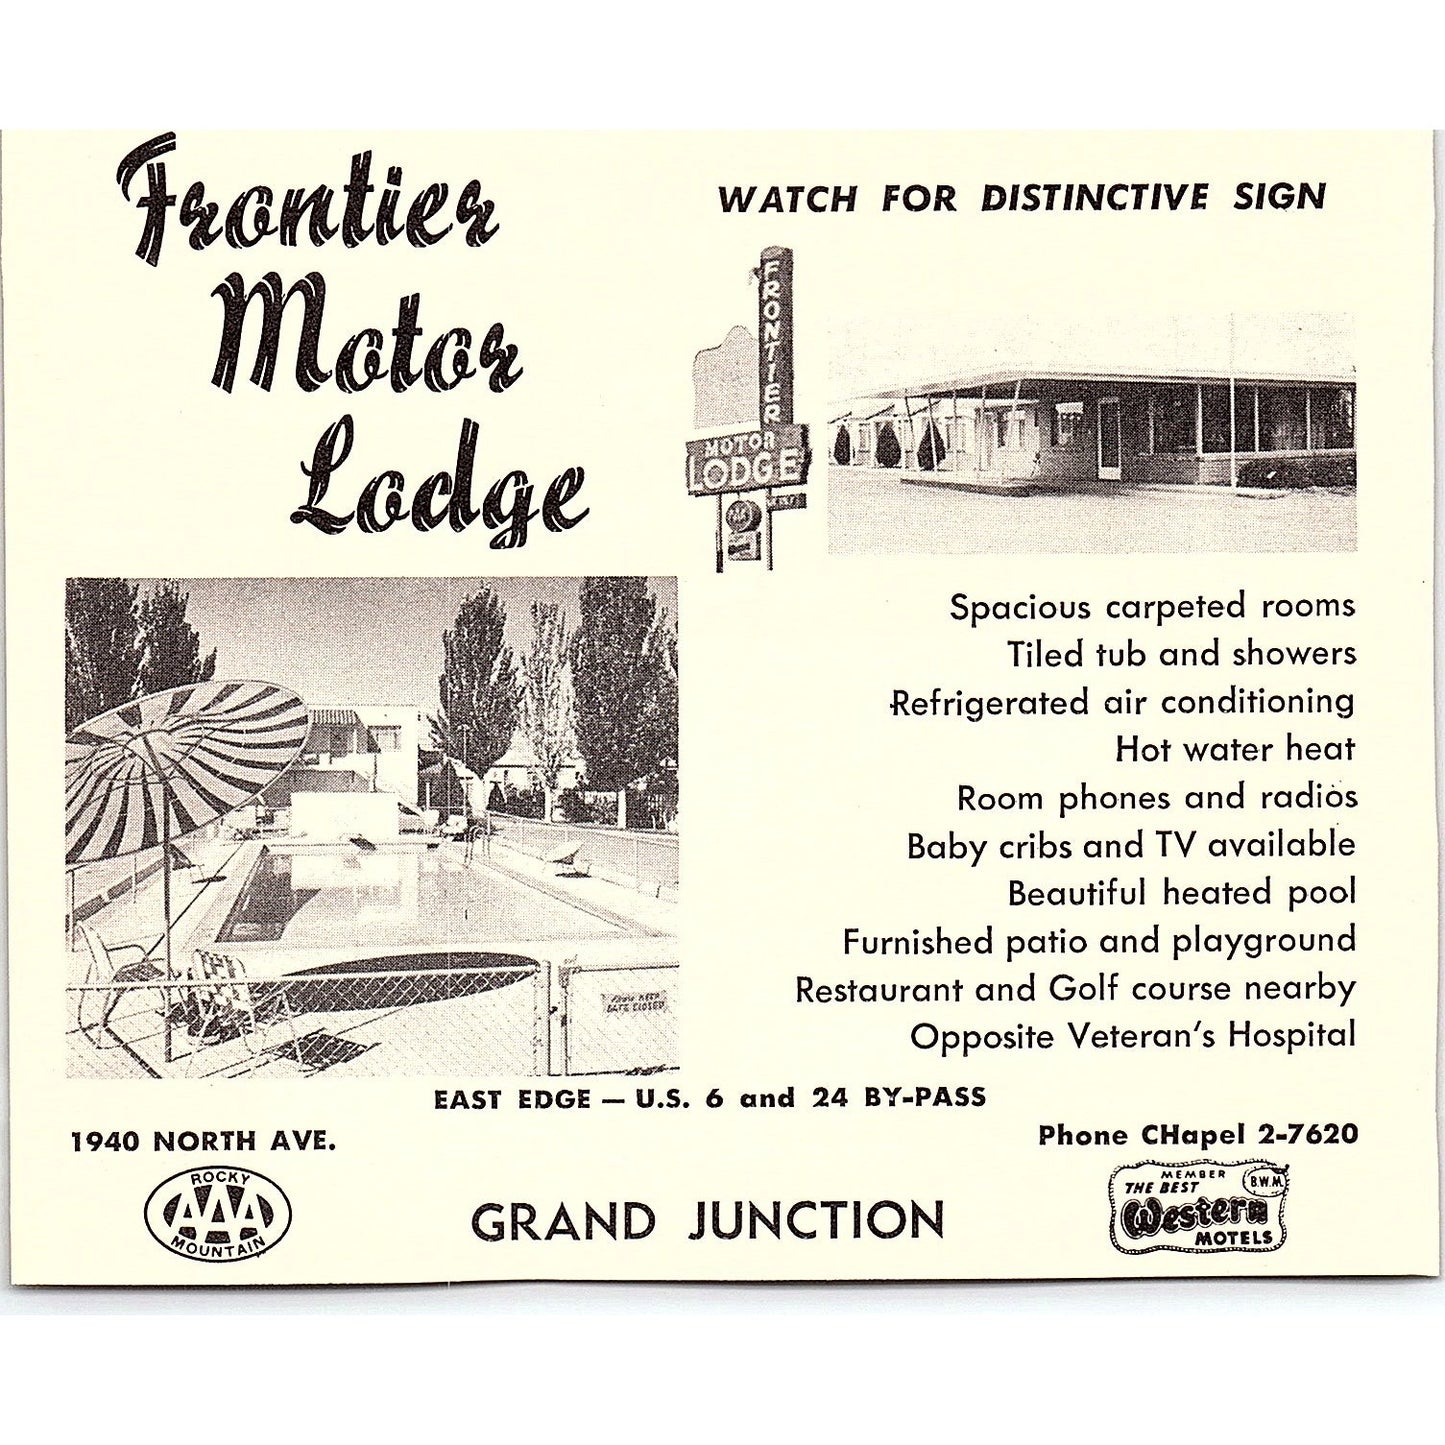 Frontier
Motor
Lodge
WATCH FOR DISTINCTIVE SIGN
FRONTIER
MOTOR
LODGE
Spacious carpeted rooms
Tiled tub and showers
Refrigerated air conditioning
Hot water heat
Room phones and radios
Baby cribs and TV available
Beautiful heated pool
Furnished patio and playground
Restaurant and Golf course nearby
Opposite Veteran's Hospital
EAST EDGE — U.S. 6 and 24 BY-PASS
1940 NORTH AVE.
Phone CHapel 2-7620
ROCKY
AAA
MOUNTAIN
GRAND JUNCTION
MEMBER
THE BEST
B.W.M.
Western
MOTELS